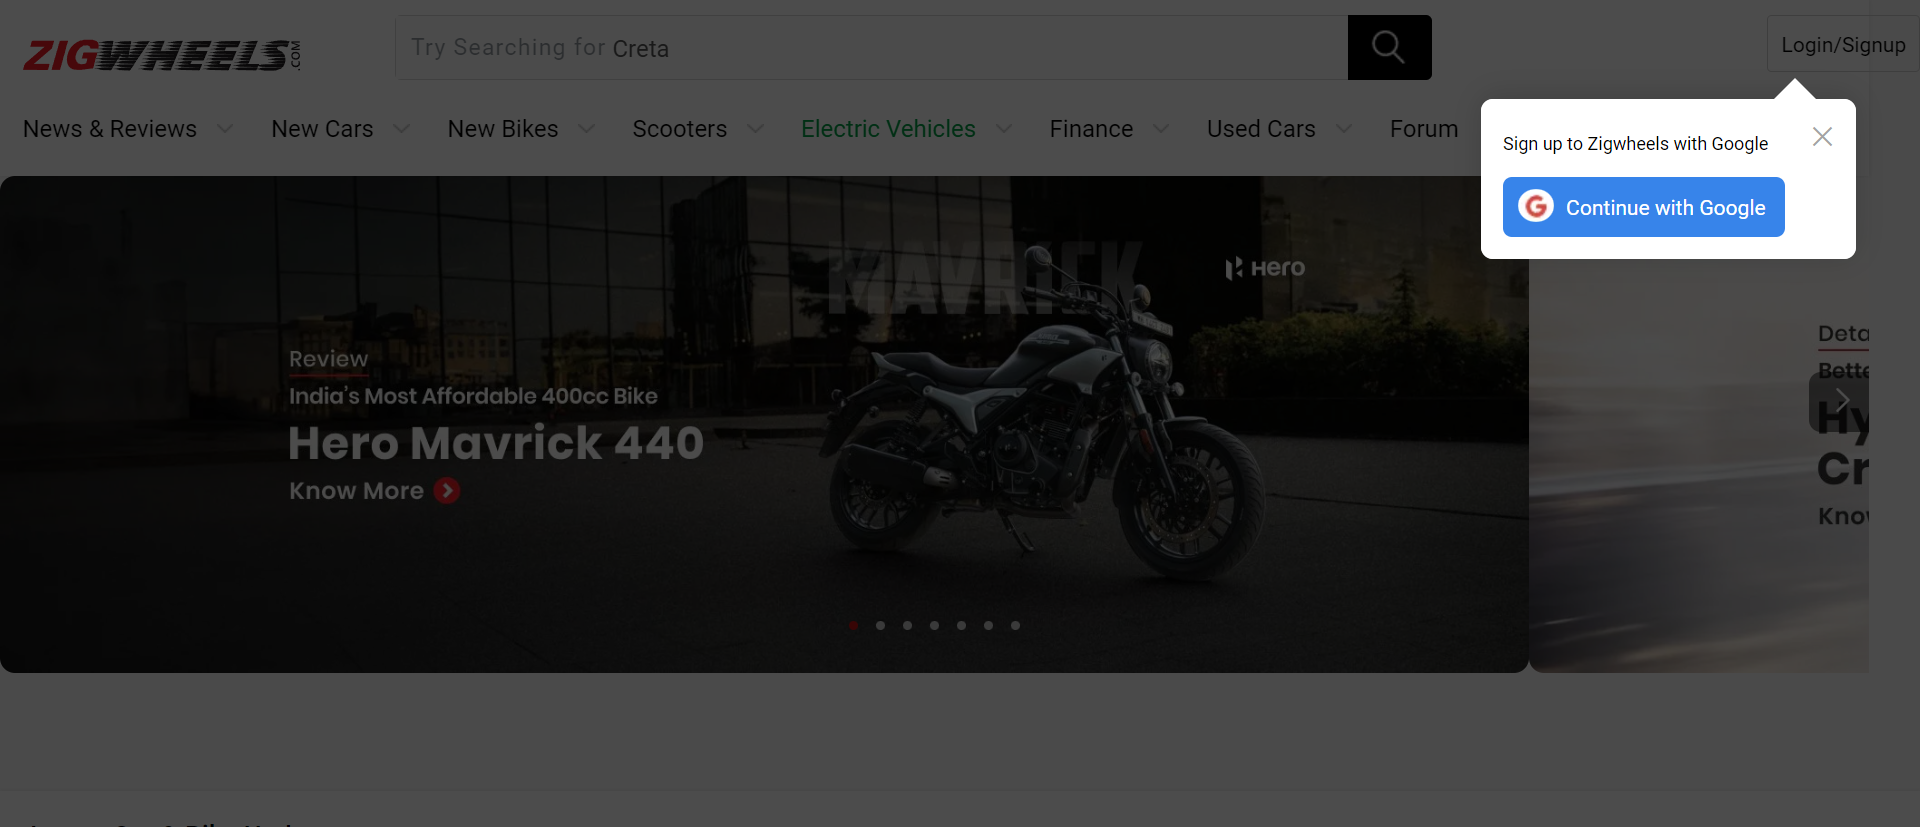 ZIGWHEELS.COM
Try Searching for Creta
Login/Signup
News & Reviews
New Cars
New Bikes
Scooters
Electric Vehicles
Finance
Used Cars
Forum
Sign up to Zigwheels with Google
G Continue with Google
MAVRICK
Hero
Review
India's Most Affordable 400cc Bike
Hero Mavrick 440
Know More
Deta
Bette
Hy
Cr
Kno